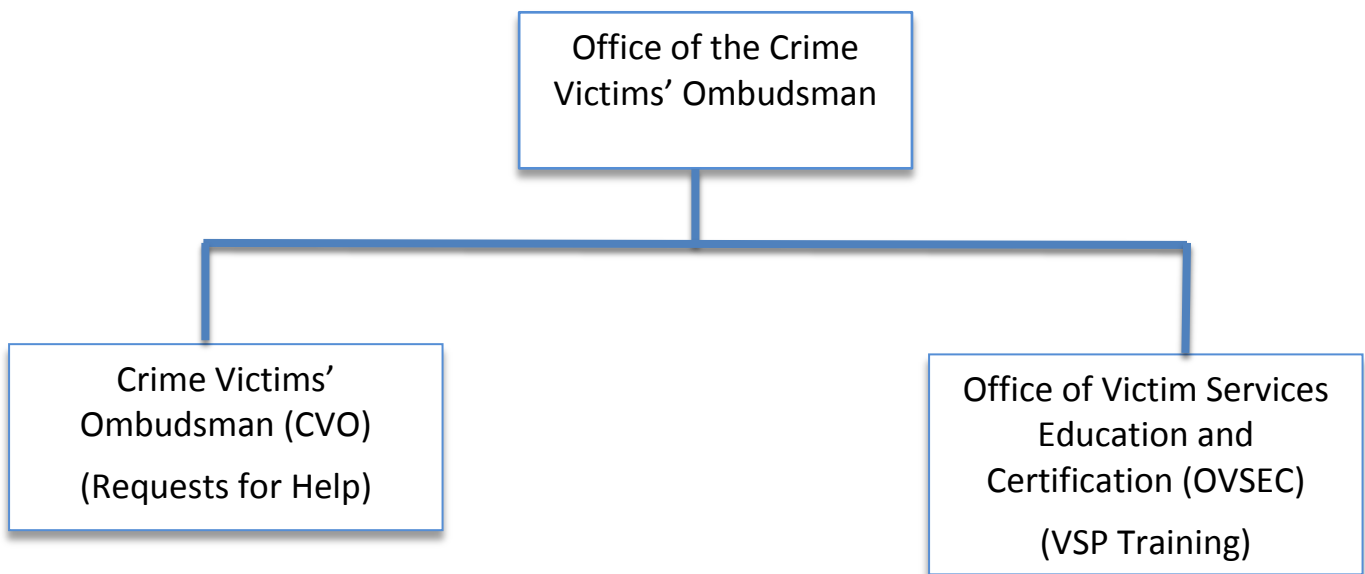 Office of the Crime
Victims’ Ombudsman
Crime Victims’
Ombudsman (CVO)
(Requests for Help)
Office of Victim Services
Education and
Certification (OVSEC)
(VSP Training)